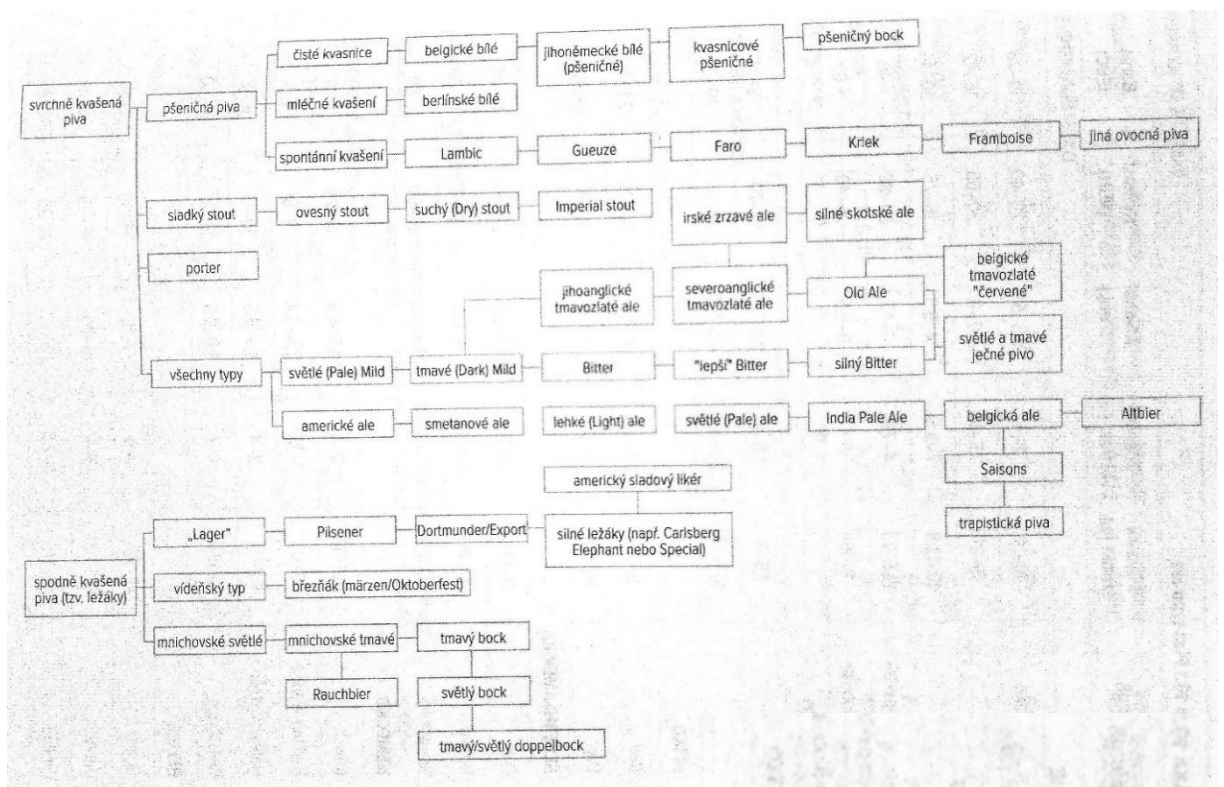 čisté kvasnice
belgické bílé
jihoněmecké bílé
(pšeničné)
kvasnicové
pšeničné
pšeničný bock
svrchně kvašená
piva
pšeničná piva
mléčné kvašení
berlínské bílé
spontánní kvašení
Lambic
Gueuze
Faro
Kriek
Framboise
jiná ovocná piva
sladký stout
ovesný stout
suchý (Dry) stout
Imperial stout
irské zrzavé ale
silné skotské ale
porter
jihoanglické
tmavozlaté ale
severoanglické
tmavozlaté ale
Old Ale
belgické
tmavozlaté
"červené"
všechny typy
světlé (Pale) Mild
tmavé (Dark) Mild
Bitter
"lepší" Bitter
silný Bitter
světlé a tmavé
ječné pivo
americké ale
smetanové ale
lehké (Light) ale
světlé (Pale) ale
India Pale Ale
belgická ale
Altbier
Saisons
trapistická piva
americký sladový likér
„Lager“
Pilsener
Dortmunder/Export
silné ležáky (např. Carlsberg
Elephant nebo Special)
spodně kvašená
piva (tzv. ležáky)
vídeňský typ
březňák (märzen/Oktoberfest)
mnichovské světlé
mnichovské tmavé
tmavý bock
Rauchbier
světlý bock
tmavý/světlý doppelbock